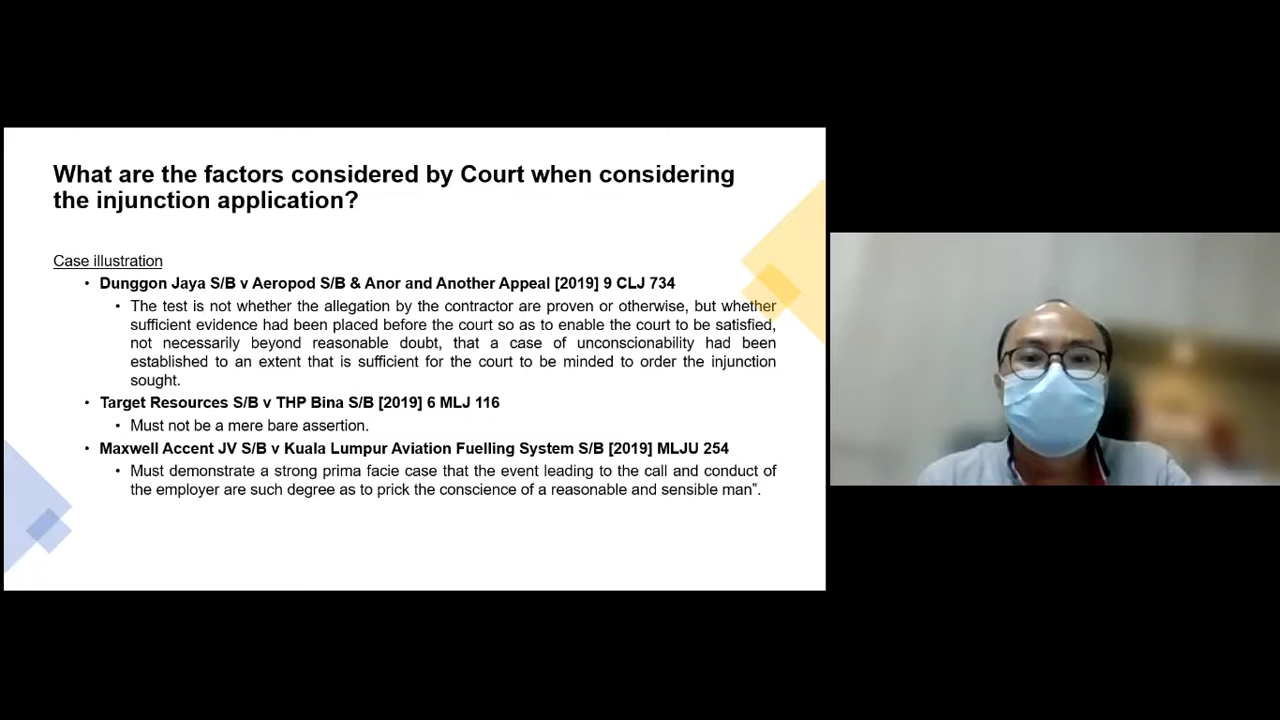 What are the factors considered by Court when considering
the injunction application?
Case illustration
• Dunggon Jaya S/B v Aeropod S/B & Anor and Another Appeal [2019] 9 CLJ 734
• The test is not whether the allegation by the contractor are proven or otherwise, but whether
sufficient evidence had been placed before the court so as to enable the court to be satisfied,
not necessarily beyond reasonable doubt, that a case of unconscionability had been
established to an extent that is sufficient for the court to be minded to order the injunction
sought.
• Target Resources S/B v THP Bina S/B [2019] 6 MLJ 116
• Must not be a mere bare assertion.
• Maxwell Accent JV S/B v Kuala Lumpur Aviation Fuelling System S/B [2019] MLJU 254
• Must demonstrate a strong prima facie case that the event leading to the call and conduct of
the employer are such degree as to prick the conscience of a reasonable and sensible man”.